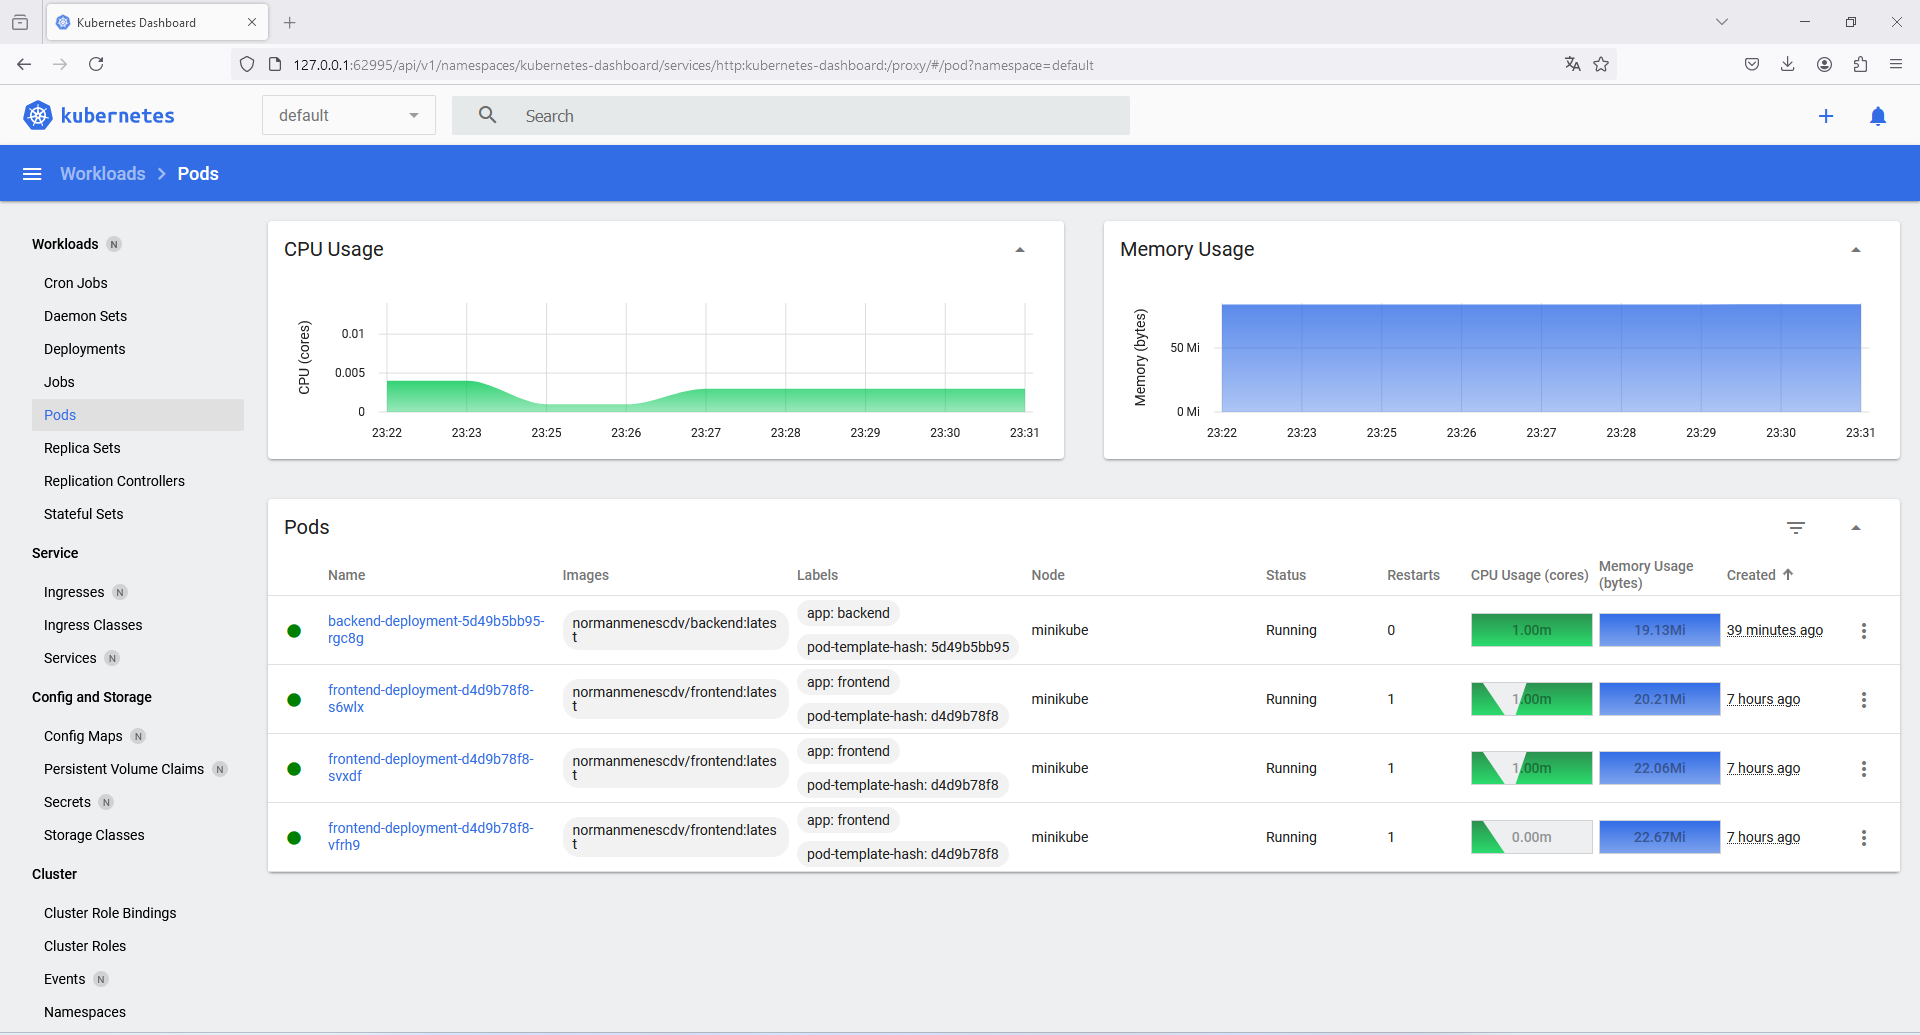 Kubernetes Dashboard
127.0.0.1:62995/api/v1/namespaces/kubernetes-dashboard/services/http:kubernetes-dashboard:/proxy/#/pod?namespace=default
kubernetes
default
Search
Workloads
Pods
Workloads N
Cron Jobs
Daemon Sets
Deployments
Jobs
Pods
Replica Sets
Replication Controllers
Stateful Sets
Service
Ingresses N
Ingress Classes
Services N
Config and Storage
Config Maps N
Persistent Volume Claims N
Secrets N
Storage Classes
Cluster
Cluster Role Bindings
Cluster Roles
Events N
Namespaces
CPU Usage
CPU (cores)
0.01
0.005
0
23:22 23:23 23:25 23:26 23:27 23:28 23:29 23:30 23:31
Memory Usage
Memory (bytes)
50 Mi
0 Mi
23:22 23:23 23:25 23:26 23:27 23:28 23:29 23:30 23:31
Pods
Name Images Labels Node Status Restarts CPU Usage (cores) Memory Usage (bytes) Created
backend-deployment-5d49b5bb95-
rgc8g
normanmenescdv/backend:lates
t
app: backend
pod-template-hash: 5d49b5bb95
minikube Running 0 1.00m 19.13Mi 39 minutes ago
frontend-deployment-d4d9b78f8-
s6wlx
normanmenescdv/frontend:lates
t
app: frontend
pod-template-hash: d4d9b78f8
minikube Running 1 1.00m 20.21Mi 7 hours ago
frontend-deployment-d4d9b78f8-
svxdf
normanmenescdv/frontend:lates
t
app: frontend
pod-template-hash: d4d9b78f8
minikube Running 1 1.00m 22.06Mi 7 hours ago
frontend-deployment-d4d9b78f8-
vfrh9
normanmenescdv/frontend:lates
t
app: frontend
pod-template-hash: d4d9b78f8
minikube Running 1 0.00m 22.67Mi 7 hours ago